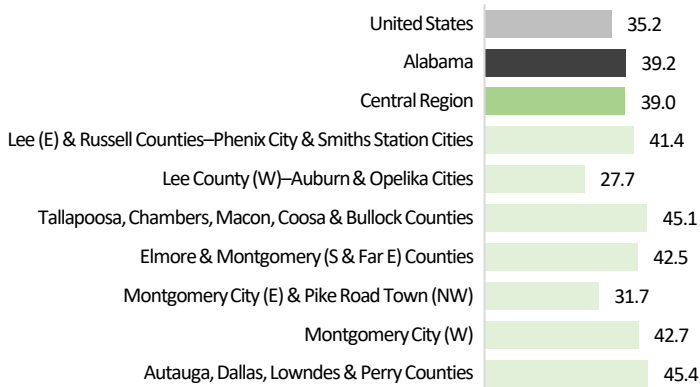 United States 35.2
Alabama 39.2
Central Region 39.0
Lee (E) & Russell Counties–Phenix City & Smiths Station Cities 41.4
Lee County (W)–Auburn & Opelika Cities 27.7
Tallapoosa, Chambers, Macon, Coosa & Bullock Counties 45.1
Elmore & Montgomery (S & Far E) Counties 42.5
Montgomery City (E) & Pike Road Town (NW) 31.7
Montgomery City (W) 42.7
Autauga, Dallas, Lowndes & Perry Counties 45.4